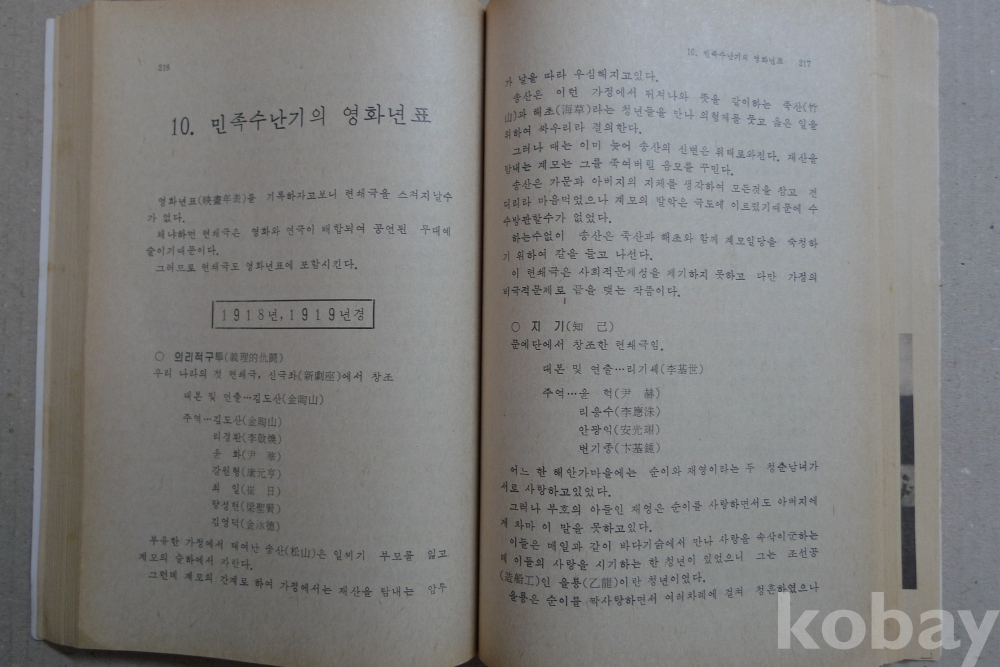 216
10. 민족수난기의 영화년표
영화년표(映畫年表)를 기록하자고보니 련쇄극을 스쳐지날수
가 없다.
왜냐하면 련쇄극은 영화와 연극이 배합되여 공연된 무대예
술이기때문이다.
그러므로 련쇄극도 영화년표에 포함시킨다.
1918년, 1919년경
○ 의리적구투(義理的仇鬪)
우리 나라의 첫 련쇄극, 신극좌(新劇座)에서 창조
대본 및 연출…김도산(金陶山)
주역…김도산(金陶山)
리경환(李敬煥)
윤 화(尹 華)
강원형(康元亨)
최 일(崔 日)
량성현(梁聖賢)
김영덕(金泳德)
부유한 가정에서 태여난 송산(松山)은 일찌기 부모를 잃고
계모의 슬하에서 자란다.
그런데 계모의 간계로 하여 가정에서는 재산을 탐내는 암투
10. 민족수난기의 영화년표 217
가 날을 따라 우심해지고있다.
송산은 이런 가정에서 뛰쳐나와 뜻을 같이하는 죽산(竹
山)과 해초(海草)라는 청년들을 만나 의형제를 뭇고 옳은 일을
위하여 싸우리라 결의한다.
그러나 때는 이미 늦어 송산의 신변은 위태로와진다. 재산을
탐내는 계모는 그를 죽여버릴 음모를 꾸민다.
송산은 가문과 아버지의 지체를 생각하여 모든것을 참고 견
디리라 마음먹었으나 계모의 발악은 극도에 이르렀기때문에 수
수방관할수가 없었다.
하는수없이 송산은 죽산과 해초와 함께 계모일당을 숙청하
기 위하여 칼을 들고 나선다.
이 련쇄극은 사회적문제성을 제기하지 못하고 다만 가정의
비극적문제로 끝을 맺는 작품이다.
○ 지 기(知 己)
문예단에서 창조한 련쇄극임.
대본 및 연출…리기세(李基世)
주역…윤 혁(尹 赫)
리응수(李應洙)
안광익(安光翊)
변기종(卞基鍾)
어느 한 해안가마을에는 순이와 재영이라는 두 청춘남녀가
서로 사랑하고있었다.
그러나 부호의 아들인 재영은 순이를 사랑하면서도 아버지에
게 차마 이 말을 못하고있다.
이들은 매일과 같이 바다기슭에서 만나 사랑을 속삭이군하는
데 이들의 사랑을 시기하는 한 청년이 있었으니 그는 조선공
(造船工)인 을룡(乙龍)이란 청년이였다.
을룡은 순이를 짝사랑하면서 여러차례에 걸쳐 청혼하였으나
kobay